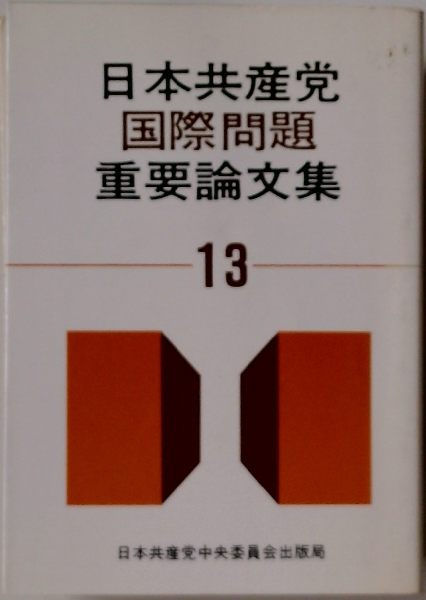 日本共産党
国際問題
重要論文集
13
日本共産党中央委員会出版局